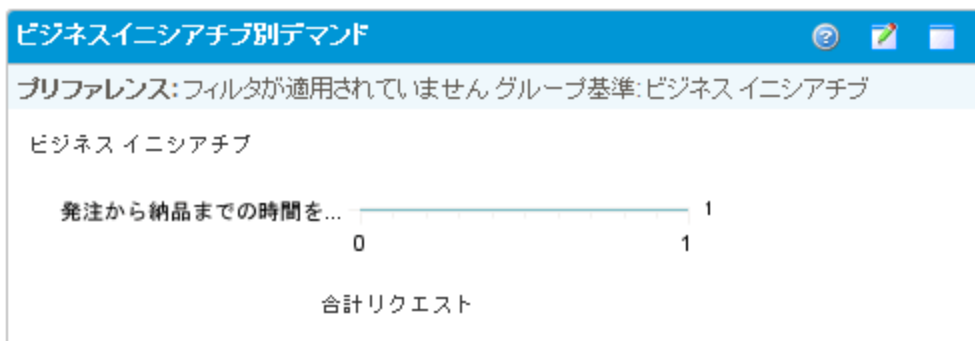 ビジネスイニシアチブ別デマンド
プリファレンス: フィルタが適用されていません グループ基準: ビジネス イニシアチブ
ビジネス イニシアチブ
発注から納品までの時間を... 1
0 1
合計リクエスト